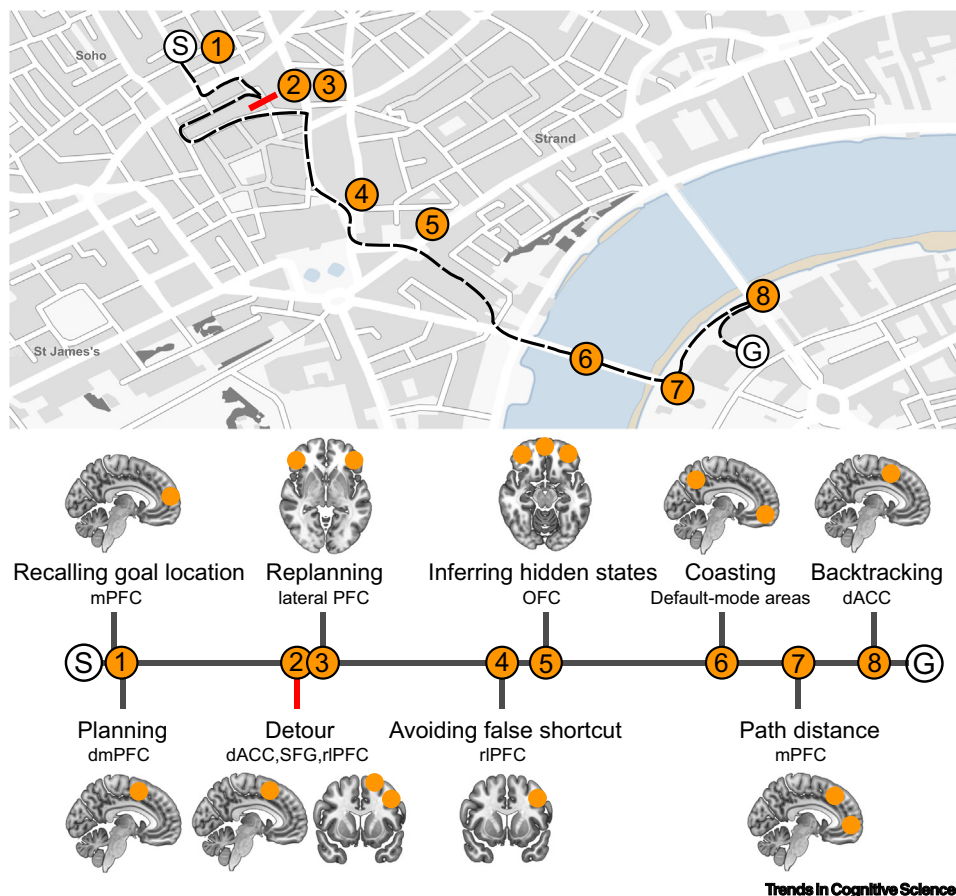 Soho
S
1
2
3
Strand
4
5
8
St James's
6
G
7
Recalling goal location
mPFC
Replanning
lateral PFC
Inferring hidden states
OFC
Coasting
Default-mode areas
Backtracking
dACC
S
1
2
3
4
5
6
7
8
G
Planning
dmPFC
Detour
dACC,SFG,rlPFC
Avoiding false shortcut
rlPFC
Path distance
mPFC
Trends in Cognitive Sciences